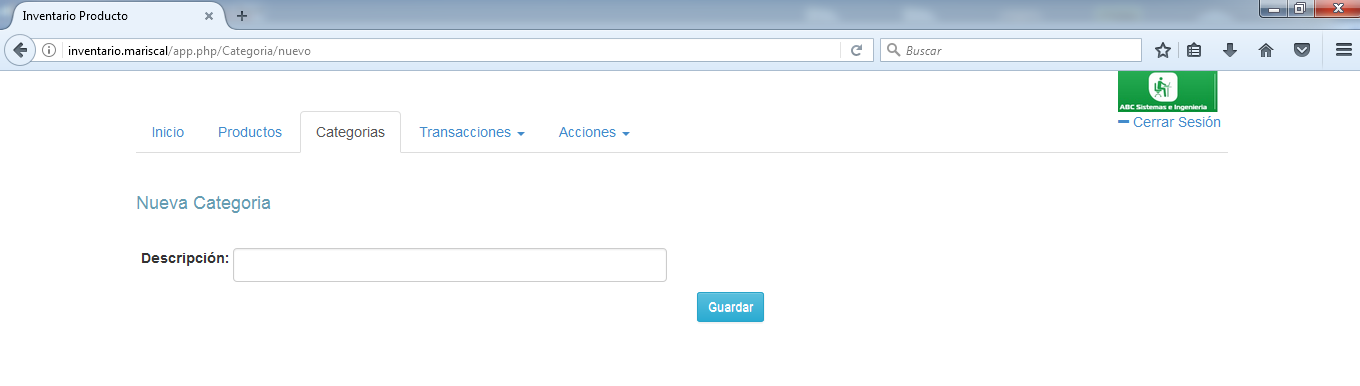 Inventario Producto
inventario.mariscal/app.php/Categoria/nuevo
Buscar
ABC Sistemas e Ingenieria
Cerrar Sesión
Inicio Productos Categorias Transacciones Acciones
Nueva Categoria
Descripción:
Guardar